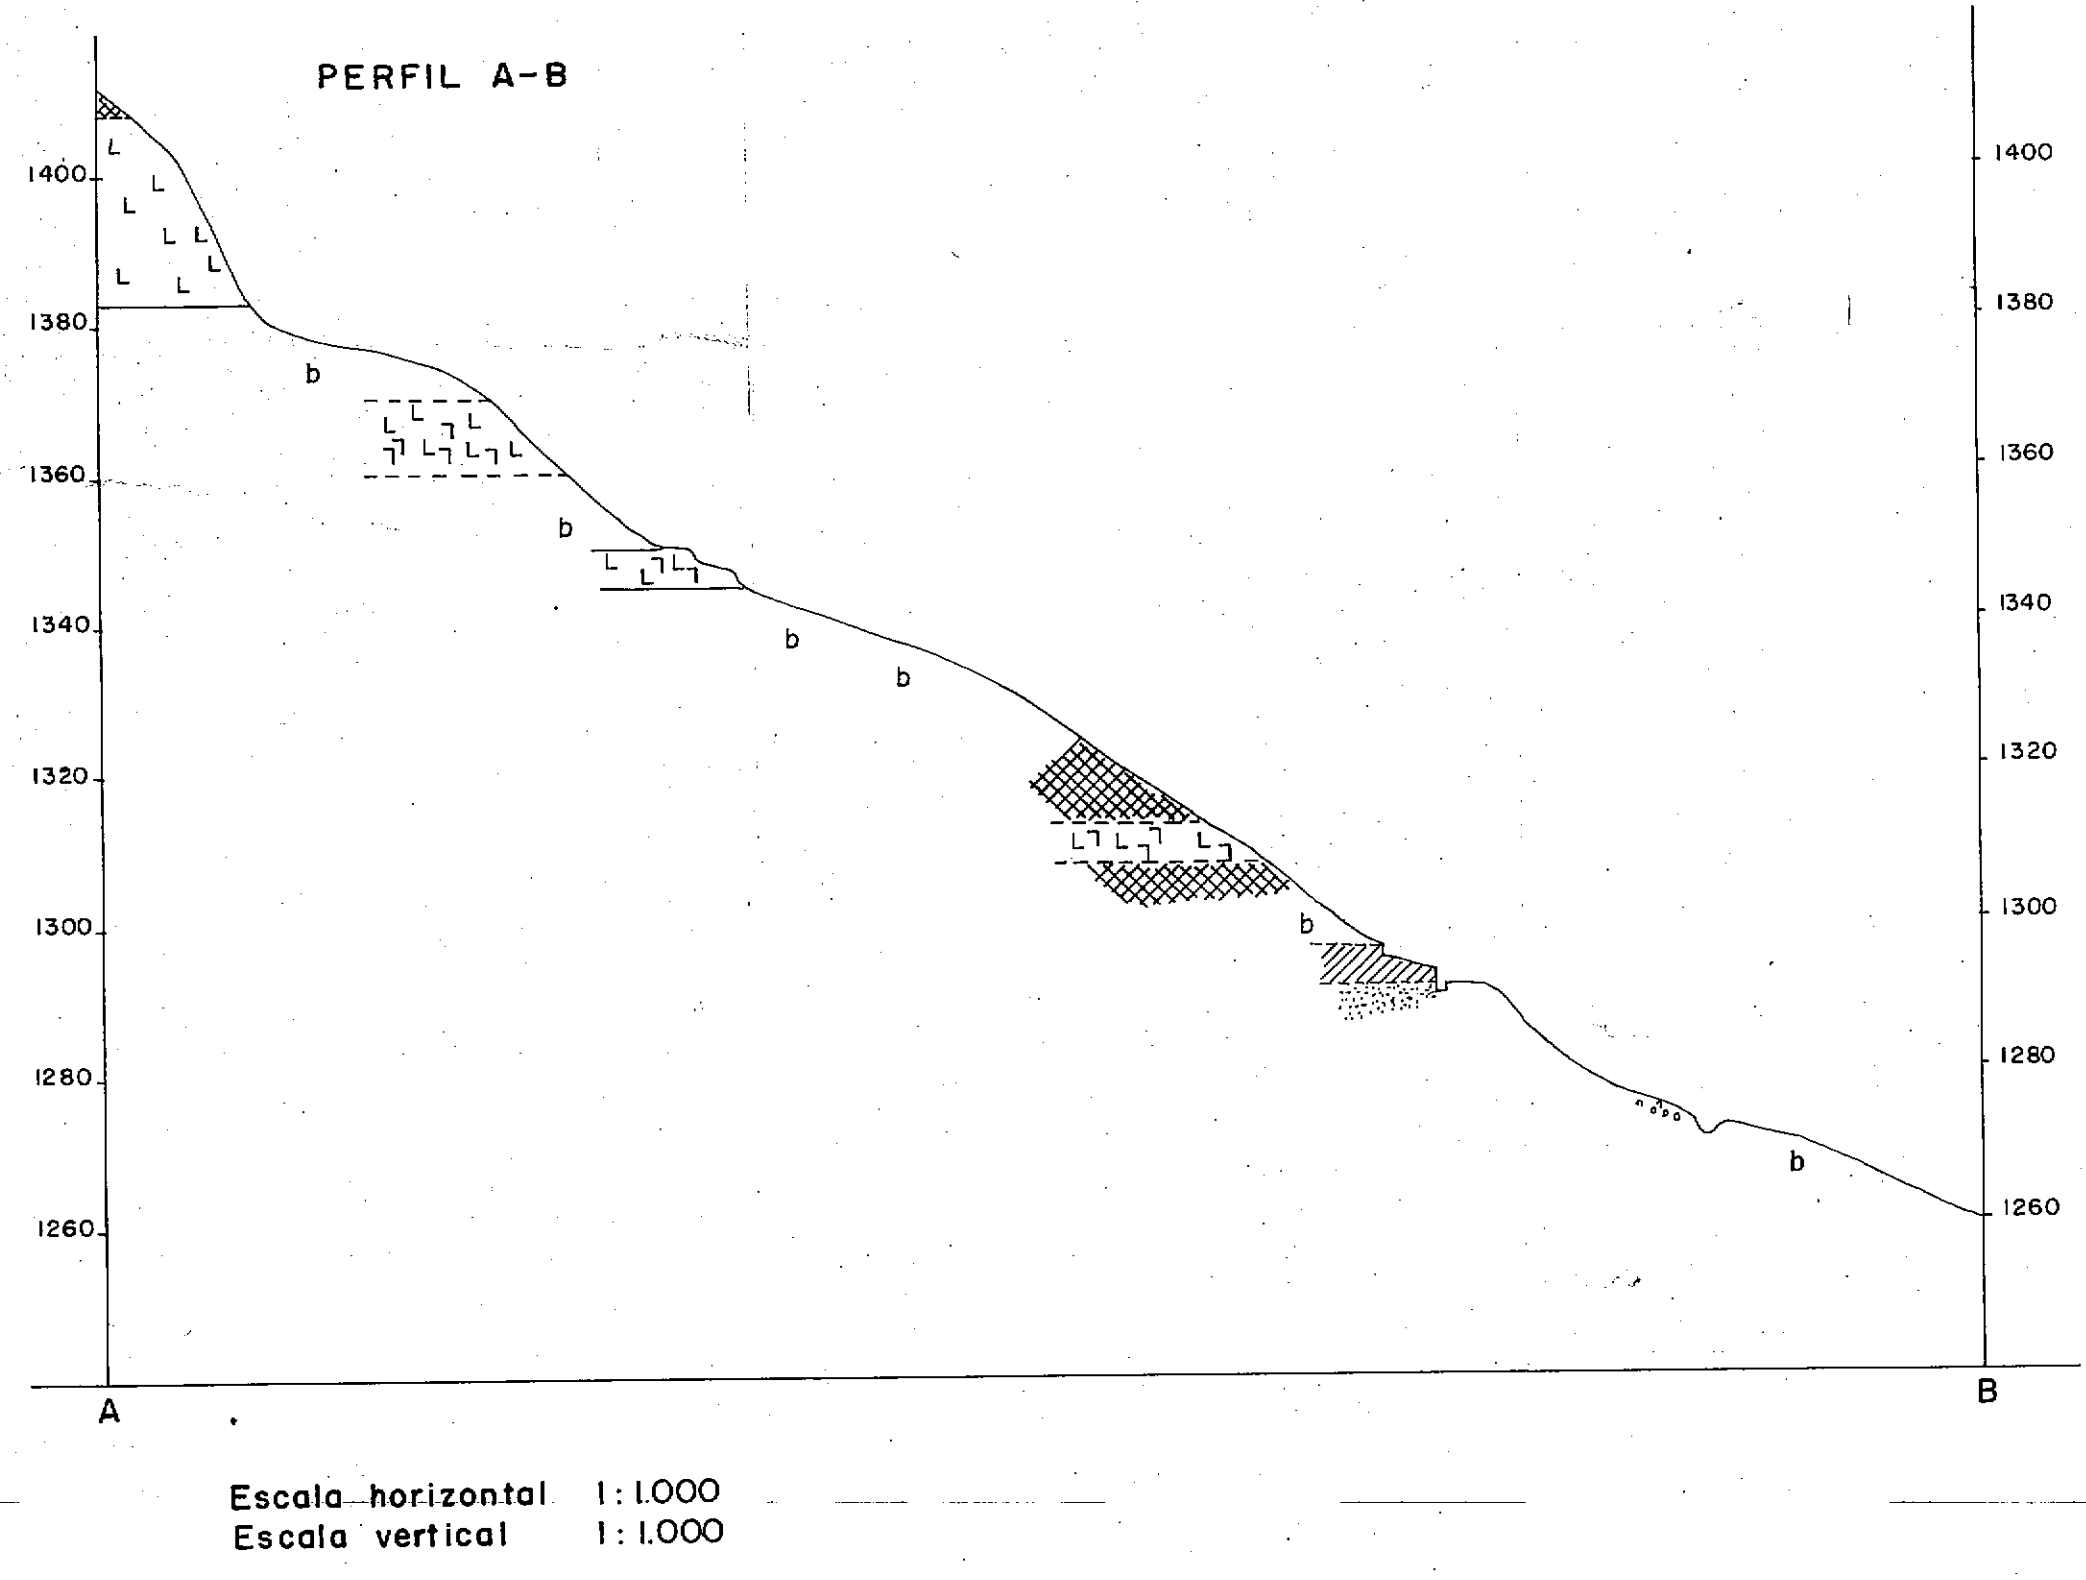 PERFIL A-B
L
1400 1400
L
L
L L
L
L
L
1380 1380
b
L
L L
L L L
1360 1360
b
L L
L
1340 1340
b
b
1320 1320
L L L
1300 1300
b
1280 1280
b
1260 1260
A B
Escala horizontal 1:1.000
Escala vertical 1:1.000